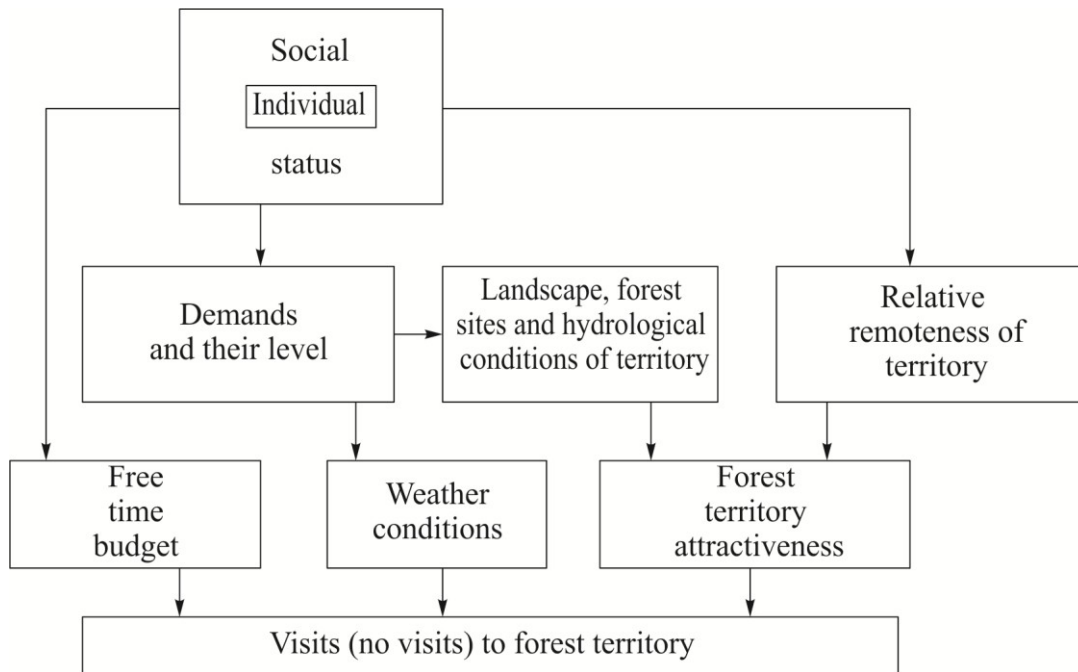 Social
Individual
status
Demands
and their level
Landscape, forest
sites and hydrological
conditions of territory
Relative
remoteness of
territory
Free
time
budget
Weather
conditions
Forest
territory
attractiveness
Visits (no visits) to forest territory